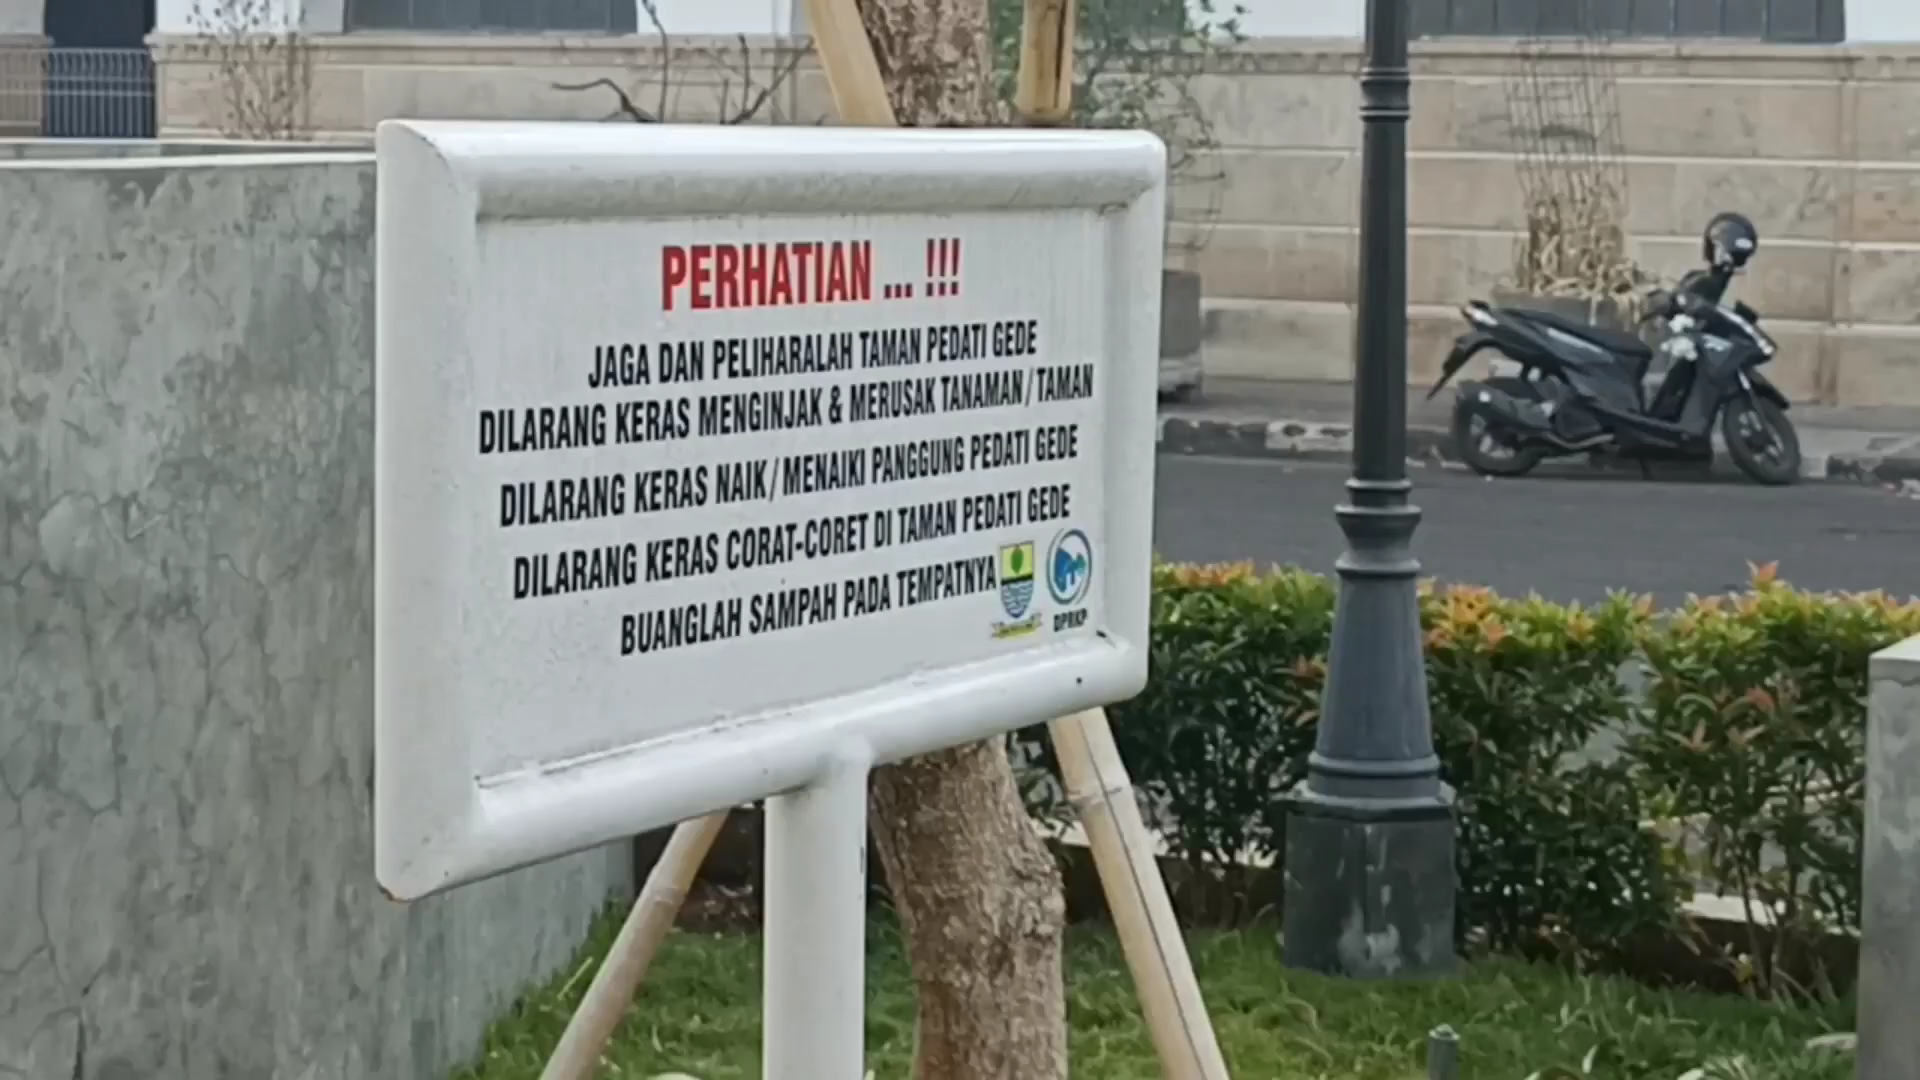 PERHATIAN ... !!!
JAGA DAN PELIHARALAH TAMAN PEDATI GEDE
DILARANG KERAS MENGINJAK & MERUSAK TANAMAN / TAMAN
DILARANG KERAS NAIK / MENAIKI PANGGUNG PEDATI GEDE
DILARANG KERAS CORAT-CORET DI TAMAN PEDATI GEDE
BUANGLAH SAMPAH PADA TEMPATNYA
DPRKP